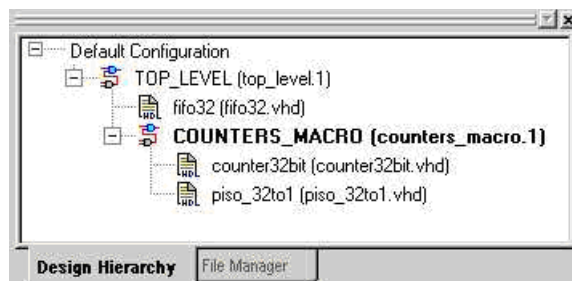 Default Configuration
TOP_LEVEL (top_level.1)
fifo32 (fifo32.vhd)
COUNTERS_MACRO (counters_macro.1)
counter32bit (counter32bit.vhd)
piso_32to1 (piso_32to1.vhd)
Design Hierarchy File Manager